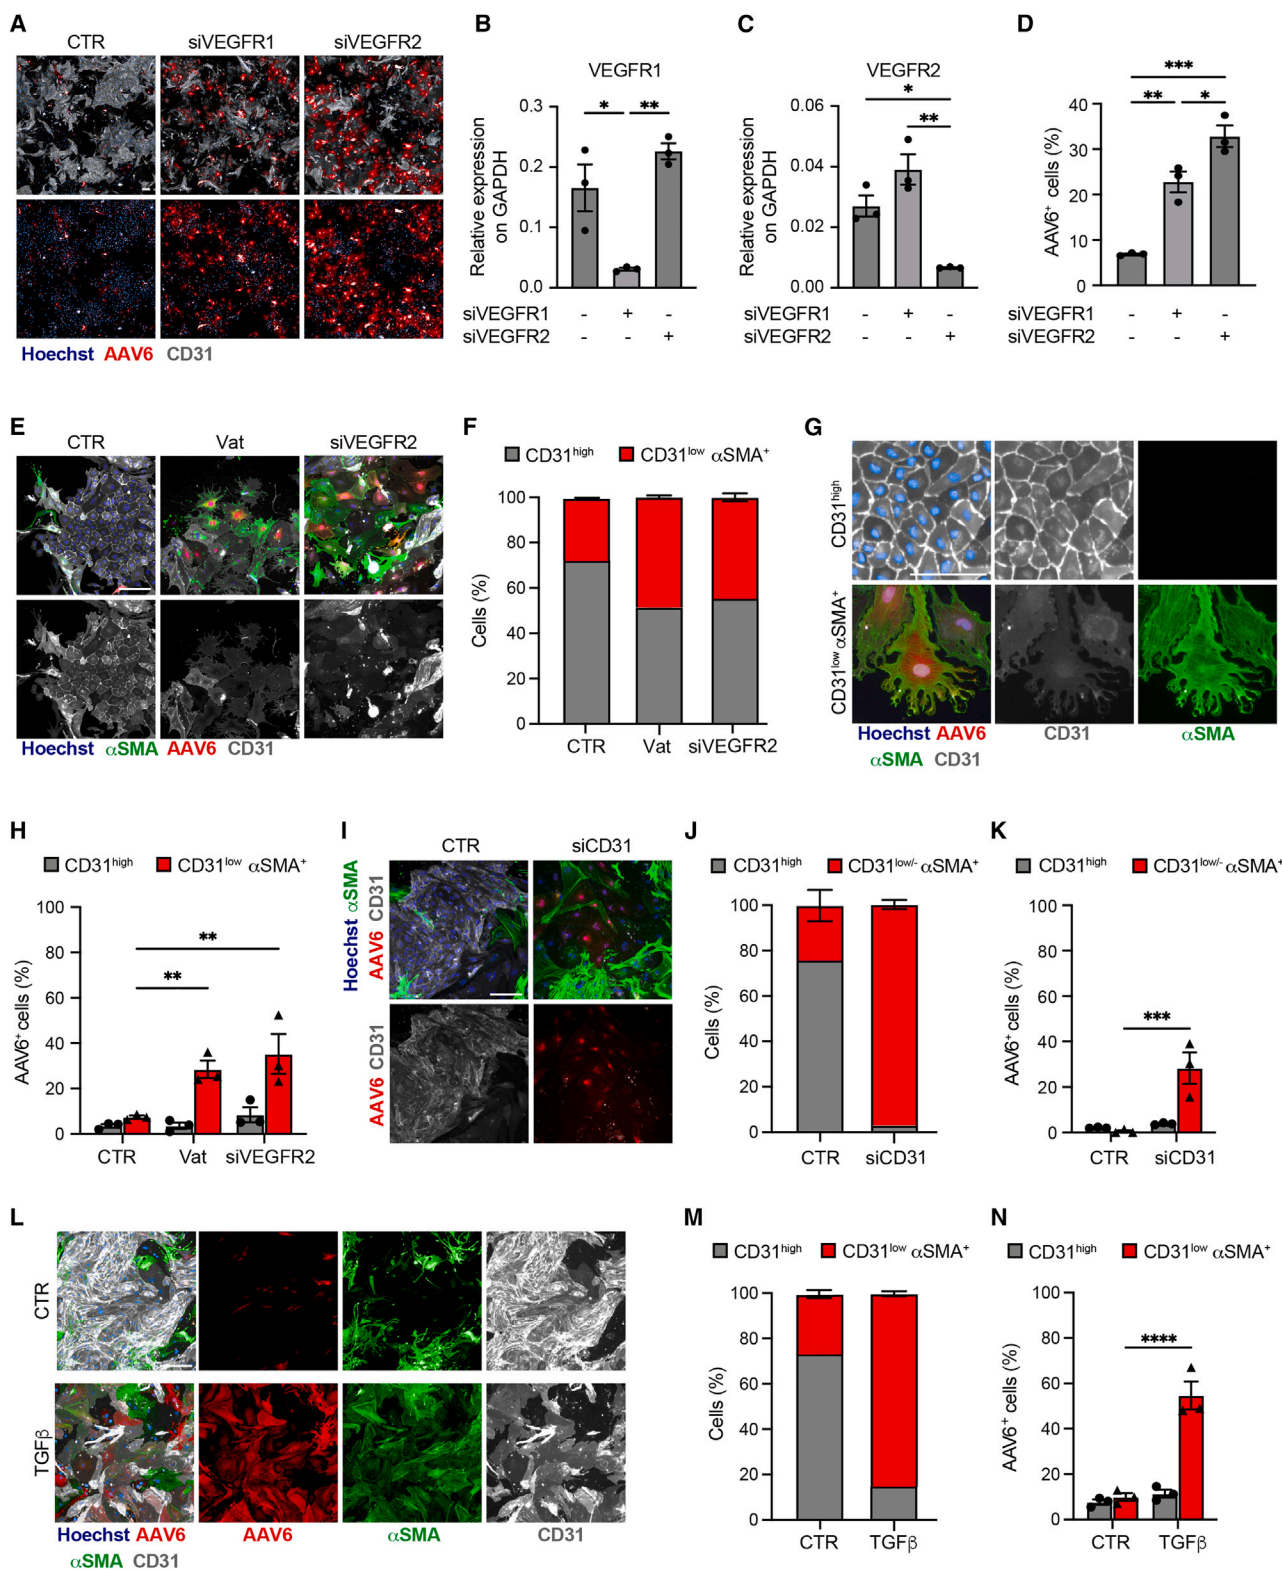 A
CTR siVEGFR1 siVEGFR2
Hoechst AAV6 CD31
B
VEGFR1
Relative expression
on GAPDH
0.3
0.2
0.1
0.0
* **
siVEGFR1 - + -
siVEGFR2 - - +
C
VEGFR2
Relative expression
on GAPDH
0.06
0.04
0.02
0.00
*
**
siVEGFR1 - + -
siVEGFR2 - - +
D
AAV6⁺ cells (%)
40
30
20
10
0
***
** *
siVEGFR1 - + -
siVEGFR2 - - +
E
CTR Vat siVEGFR2
Hoechst αSMA AAV6 CD31
F
CD31ʰⁱᵍʰ CD31ˡᵒʷ αSMA⁺
Cells (%)
100
80
60
40
20
0
CTR Vat siVEGFR2
G
CD31ʰⁱᵍʰ
CD31ˡᵒʷ αSMA⁺
Hoechst AAV6
αSMA CD31
CD31
αSMA
H
CD31ʰⁱᵍʰ CD31ˡᵒʷ αSMA⁺
AAV6⁺ cells (%)
100
80
60
40
20
0
**
**
CTR Vat siVEGFR2
I
CTR siCD31
Hoechst αSMA
AAV6 CD31
AAV6 CD31
J
CD31ʰⁱᵍʰ CD31ˡᵒʷ/⁻ αSMA⁺
Cells (%)
100
80
60
40
20
0
CTR siCD31
K
CD31ʰⁱᵍʰ CD31ˡᵒʷ/⁻ αSMA⁺
AAV6⁺ cells (%)
100
80
60
40
20
0
***
CTR siCD31
L
CTR
TGFβ
Hoechst AAV6
αSMA CD31
AAV6
αSMA
CD31
M
CD31ʰⁱᵍʰ CD31ˡᵒʷ αSMA⁺
Cells (%)
100
80
60
40
20
0
CTR TGFβ
N
CD31ʰⁱᵍʰ CD31ˡᵒʷ αSMA⁺
AAV6⁺ cells (%)
100
80
60
40
20
0
****
CTR TGFβ